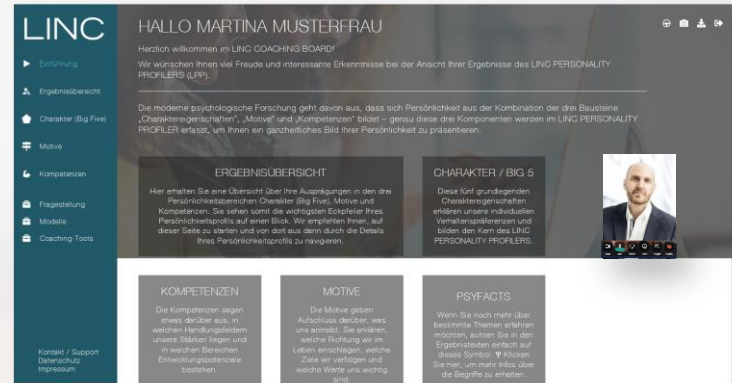 LINC
Einführung
Ergebnisübersicht
Charakter (Big Five)
Motive
Kompetenzen
Fragestellung
Modelle
Coaching-Tools
Kontakt / Support
Datenschutz
Impressum
HALLO MARTINA MUSTERFRAU
Herzlich willkommen im LINC COACHING BOARD!
Wir wünschen Ihnen viel Freude und interessante Erkenntnisse bei der Ansicht Ihrer Ergebnisse des LINC PERSONALITY
PROFILERS (LPP).
Die moderne psychologische Forschung geht davon aus, dass sich Persönlichkeit aus der Kombination der drei Bausteine
„Charaktereigenschaften", „Motive" und „Kompetenzen" bildet – genau diese drei Komponenten werden im LINC PERSONALITY
PROFILER erfasst, um Ihnen ein ganzheitliches Bild Ihrer Persönlichkeit zu präsentieren.
ERGEBNISÜBERSICHT
Hier erhalten Sie eine Übersicht über Ihre Ausprägungen in den drei
Persönlichkeitsbereichen Charakter (Big Five), Motive und
Kompetenzen. Sie sehen somit die wichtigsten Eckpfeiler Ihres
Persönlichkeitsprofils auf einen Blick. Wir empfehlen Ihnen, auf
dieser Seite zu starten und von dort aus dann durch die Details
Ihres Persönlichkeitsprofils zu navigieren.
CHARAKTER / BIG 5
Diese fünf grundlegenden
Charaktereigenschaften
erklären unsere individuellen
Verhaltenspräferenzen und
bilden den Kern des LINC
PERSONALITY PROFILERS.
KOMPETENZEN
Die Kompetenzen sagen
etwas darüber aus, in
welchen Handlungsfeldern
unsere Stärken liegen und
in welchen Bereichen
Entwicklungspotenziale
bestehen.
MOTIVE
Die Motive geben
Aufschluss darüber, was
uns antreibt. Sie erklären,
welche Richtung wir im
Leben einschlagen, welche
Ziele wir verfolgen und
welche Werte uns wichtig
sind.
PSYFACTS
Wenn Sie noch mehr über
bestimmte Themen erfahren
möchten, achten Sie in den
Ergebnistexten einfach auf
dieses Symbol: Ψ Klicken
Sie hier, um mehr Infos über
die Begriffe zu erhalten.